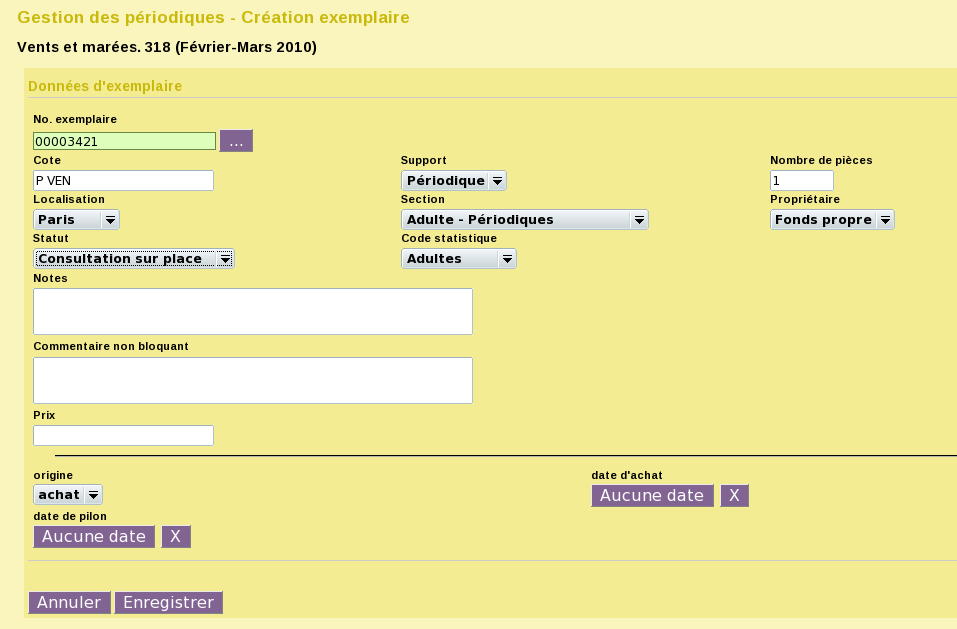 Gestion des périodiques - Création exemplaire
Vents et marées. 318 (Février-Mars 2010)
Données d'exemplaire
No. exemplaire
00003421 ...
Cote Support Nombre de pièces
P VEN Périodique 1
Localisation Section Propriétaire
Paris Adulte - Périodiques Fonds propre
Statut Code statistique
Consultation sur place Adultes
Notes
Commentaire non bloquant
Prix
origine date d'achat
achat Aucune date X
date de pilon
Aucune date X
Annuler Enregistrer